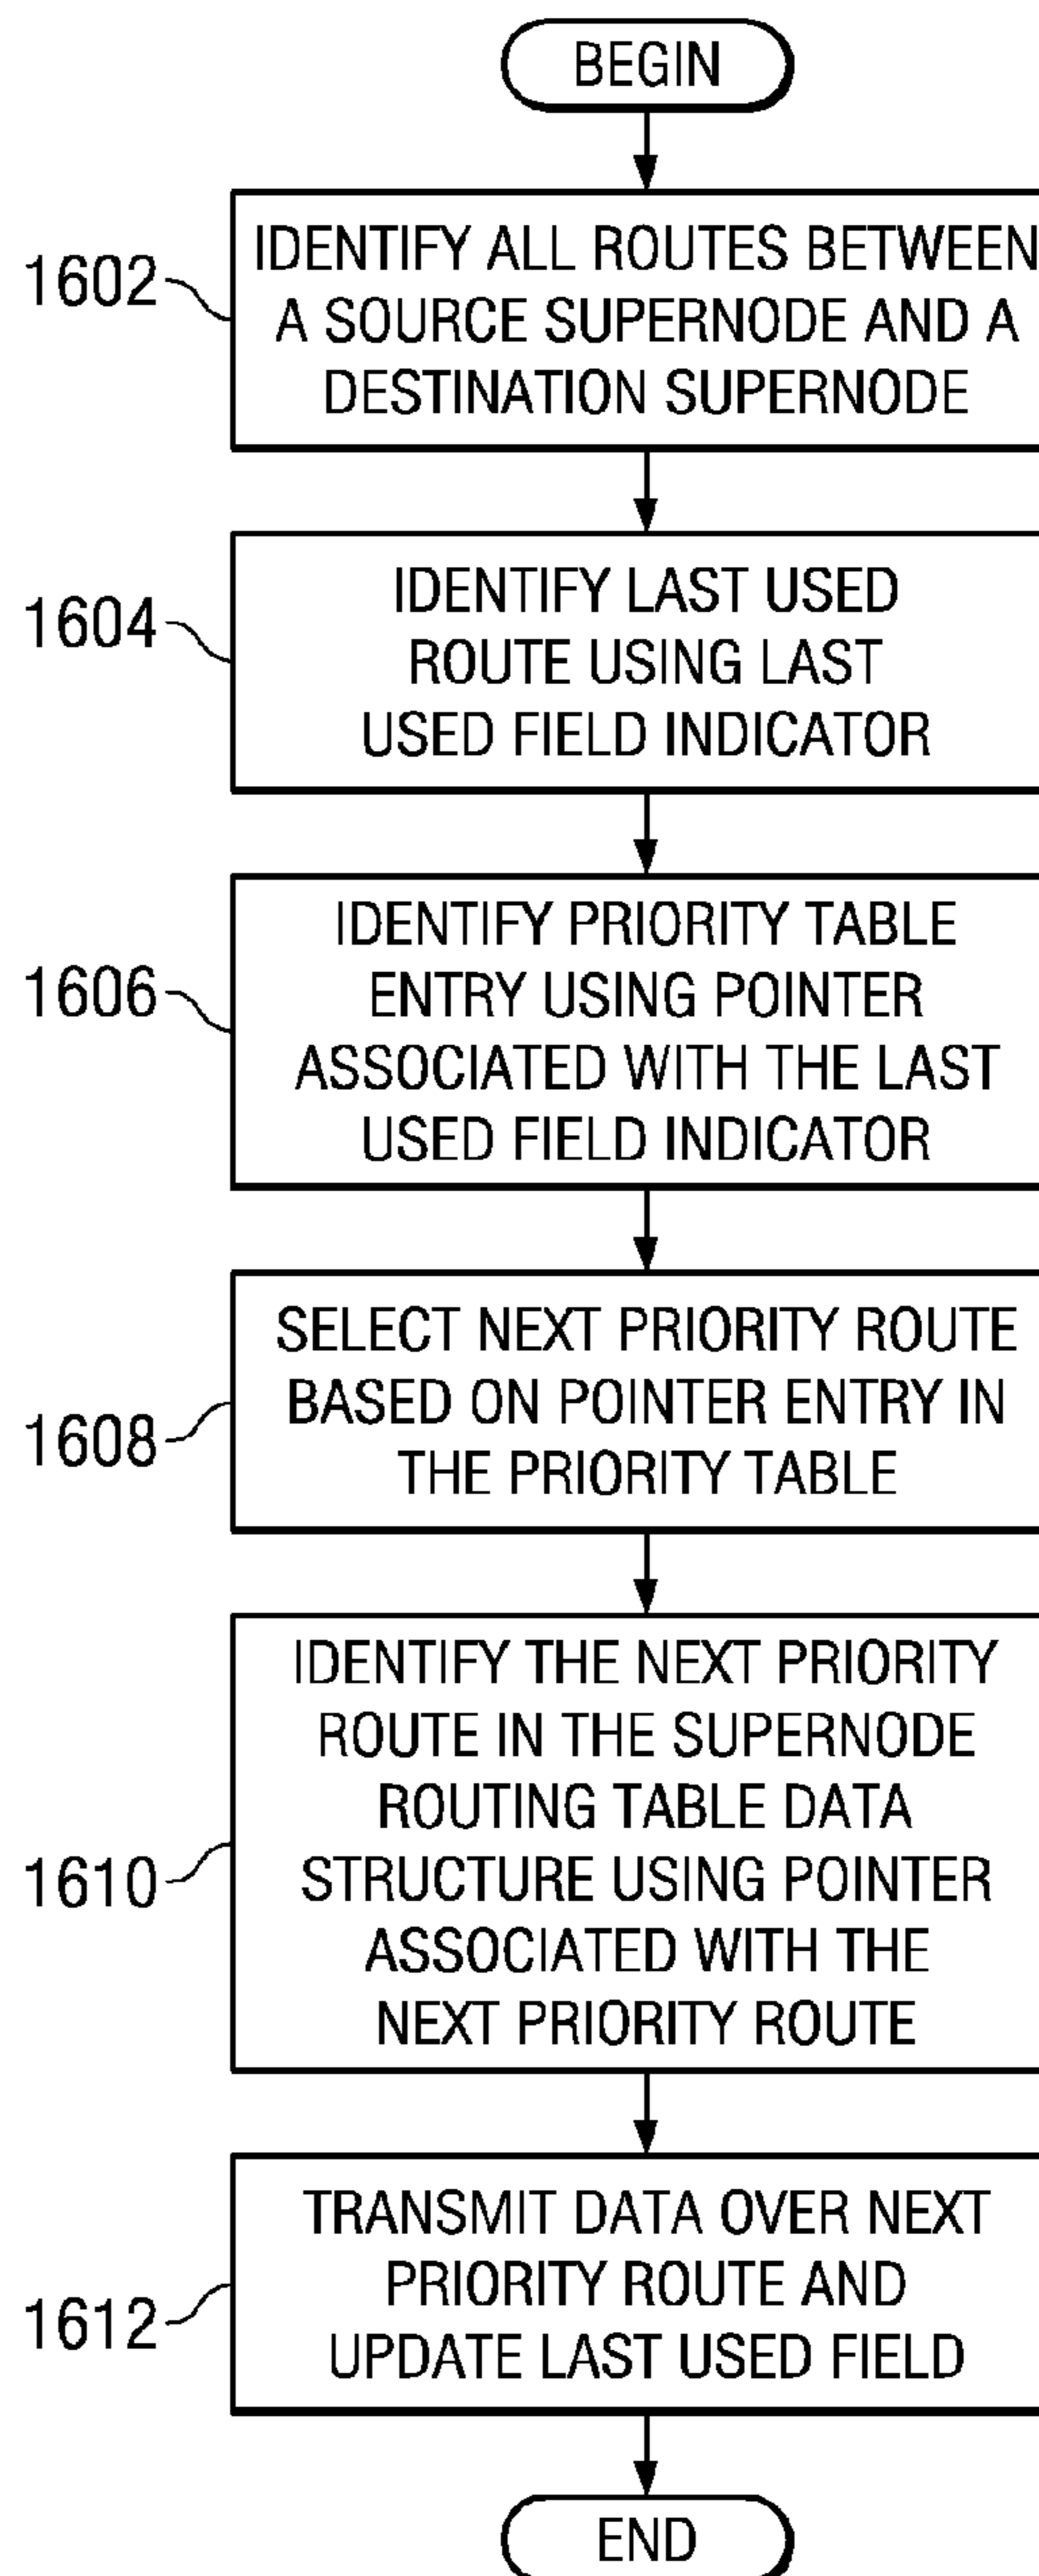 BEGIN
1602
IDENTIFY ALL ROUTES BETWEEN
A SOURCE SUPERNODE AND A
DESTINATION SUPERNODE
1604
IDENTIFY LAST USED
ROUTE USING LAST
USED FIELD INDICATOR
1606
IDENTIFY PRIORITY TABLE
ENTRY USING POINTER
ASSOCIATED WITH THE LAST
USED FIELD INDICATOR
1608
SELECT NEXT PRIORITY ROUTE
BASED ON POINTER ENTRY IN
THE PRIORITY TABLE
1610
IDENTIFY THE NEXT PRIORITY
ROUTE IN THE SUPERNODE
ROUTING TABLE DATA
STRUCTURE USING POINTER
ASSOCIATED WITH THE
NEXT PRIORITY ROUTE
1612
TRANSMIT DATA OVER NEXT
PRIORITY ROUTE AND
UPDATE LAST USED FIELD
END